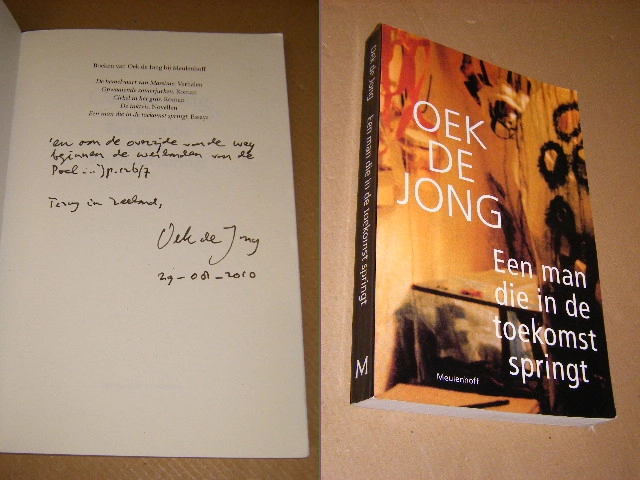 Boeken van Oek de Jong bij Meulenhoff
De hemelvaart van Massimo. Verhalen
Opwaaiende zomerjurken. Roman
Cirkel in het gras. Roman
De inktvis. Novellen
Een man die in de toekomst springt. Essays
'en aan de overzijde van de weg
beginnen de weilanden van de
Poel...' p. 126/7
Terug in Zeeland,
Oek de Jong
29-08-2010
Oek de Jong Een man die in de toekomst springt
M
OEK
DE
JONG
Een man
die in de
toekomst
springt
Meulenhoff